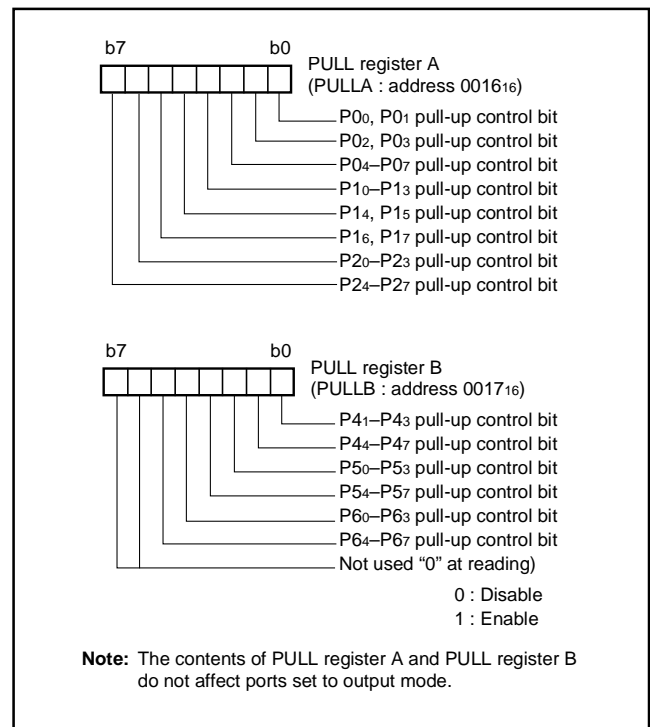 b7 b0
PULL register A
(PULLA : address 0016₁₆)
P0₀, P0₁ pull-up control bit
P0₂, P0₃ pull-up control bit
P0₄–P0₇ pull-up control bit
P1₀–P1₃ pull-up control bit
P1₄, P1₅ pull-up control bit
P1₆, P1₇ pull-up control bit
P2₀–P2₃ pull-up control bit
P2₄–P2₇ pull-up control bit
b7 b0
PULL register B
(PULLB : address 0017₁₆)
P4₁–P4₃ pull-up control bit
P4₄–P4₇ pull-up control bit
P5₀–P5₃ pull-up control bit
P5₄–P5₇ pull-up control bit
P6₀–P6₃ pull-up control bit
P6₄–P6₇ pull-up control bit
Not used “0” at reading)
0 : Disable
1 : Enable
Note: The contents of PULL register A and PULL register B
do not affect ports set to output mode.